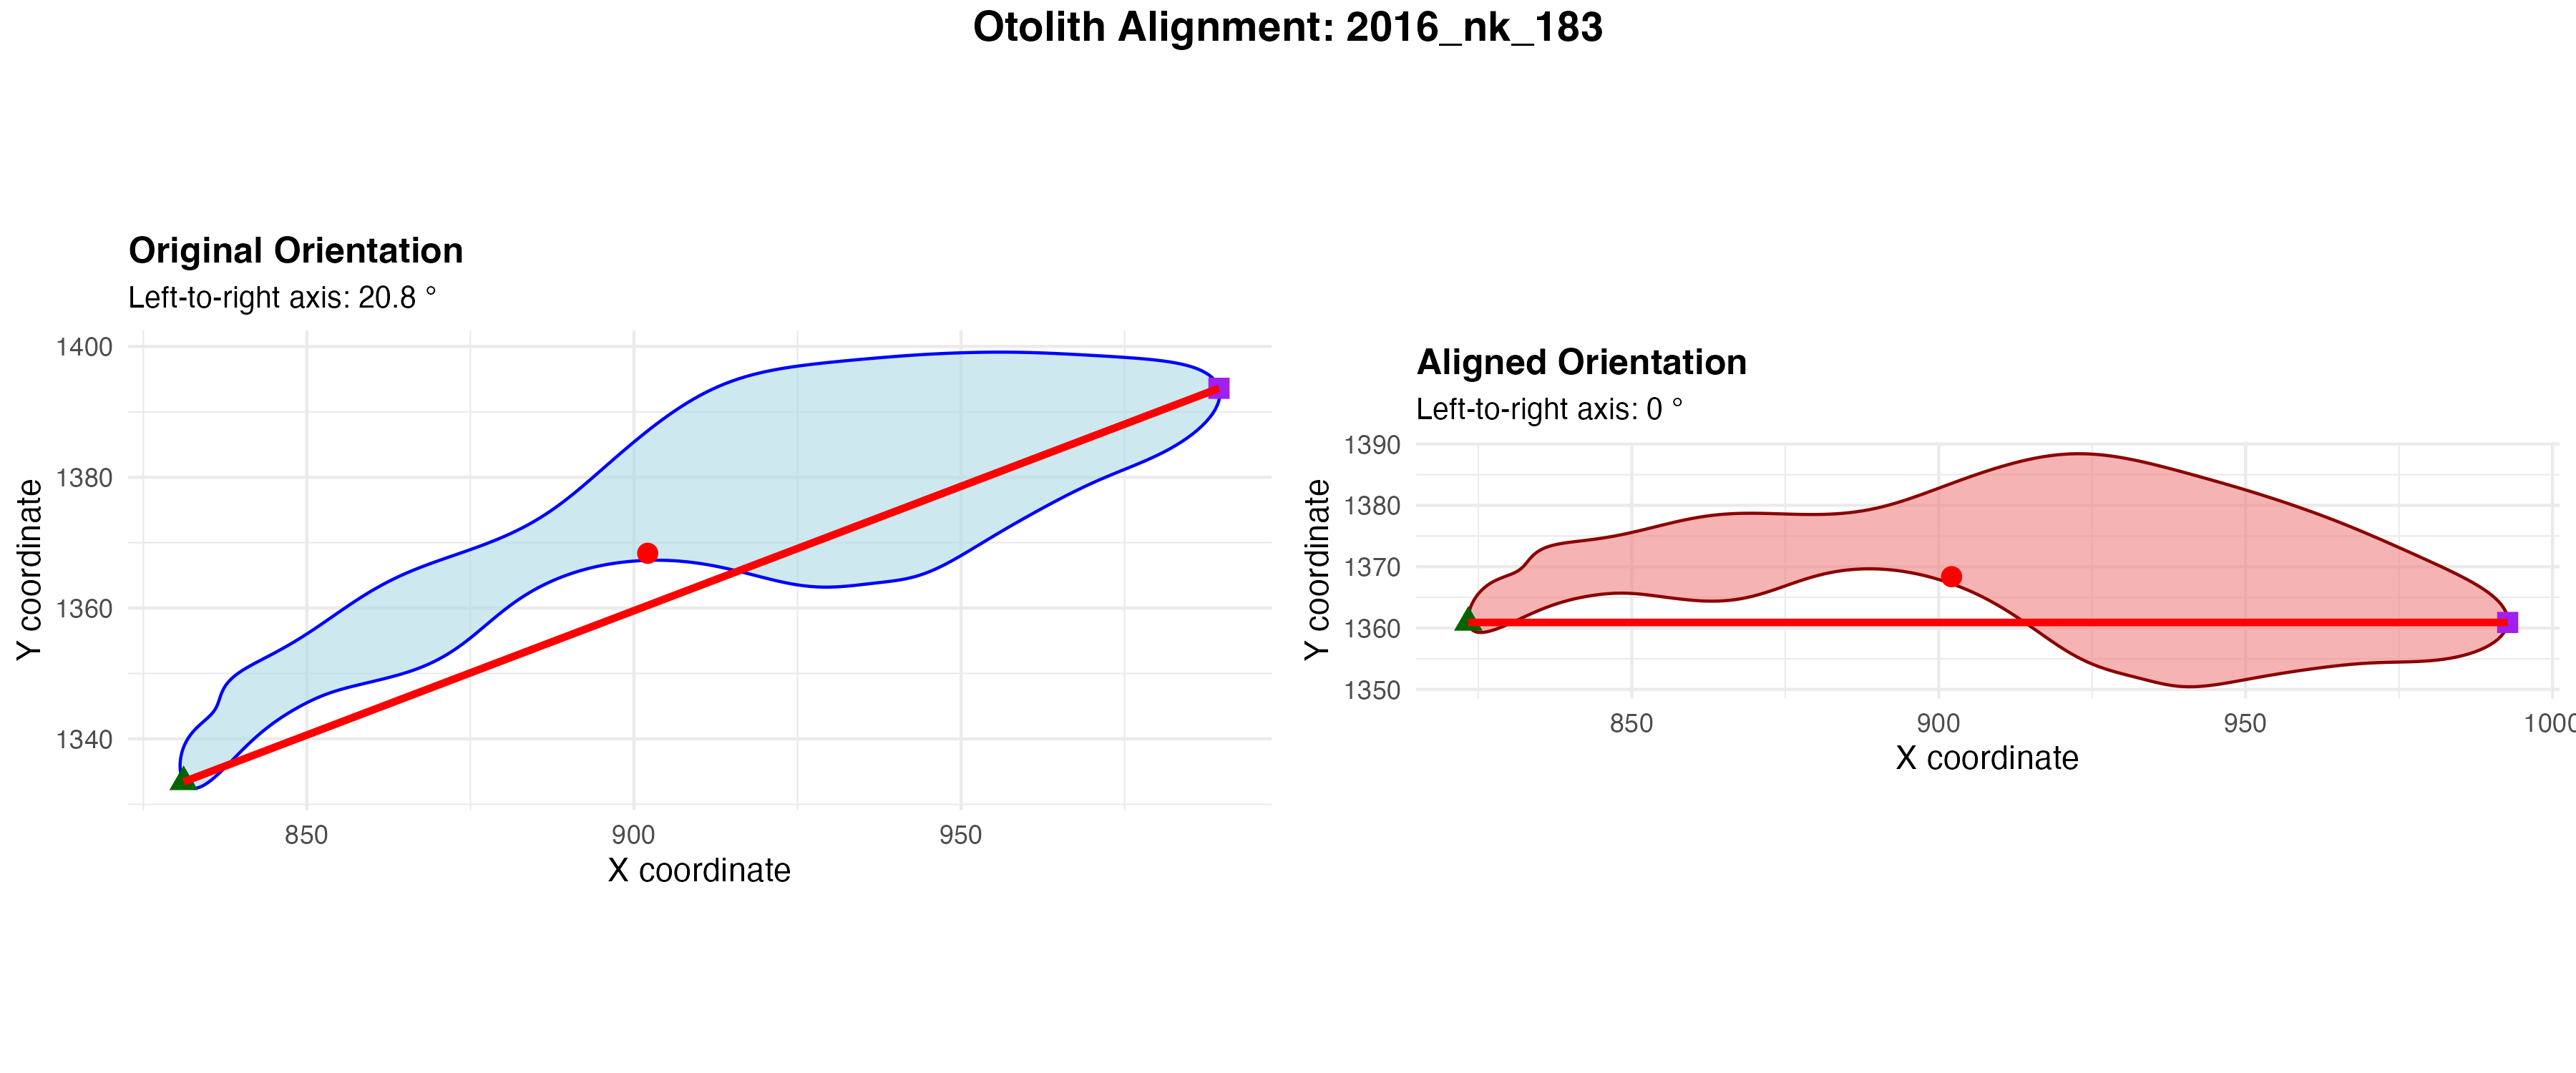 Otolith Alignment: 2016_nk_183
Original Orientation
Left-to-right axis: 20.8 °
1400
1380
1360
1340
Y coordinate
850
900
950
X coordinate
Aligned Orientation
Left-to-right axis: 0 °
1390
1380
1370
1360
1350
Y coordinate
850
900
950
1000
X coordinate